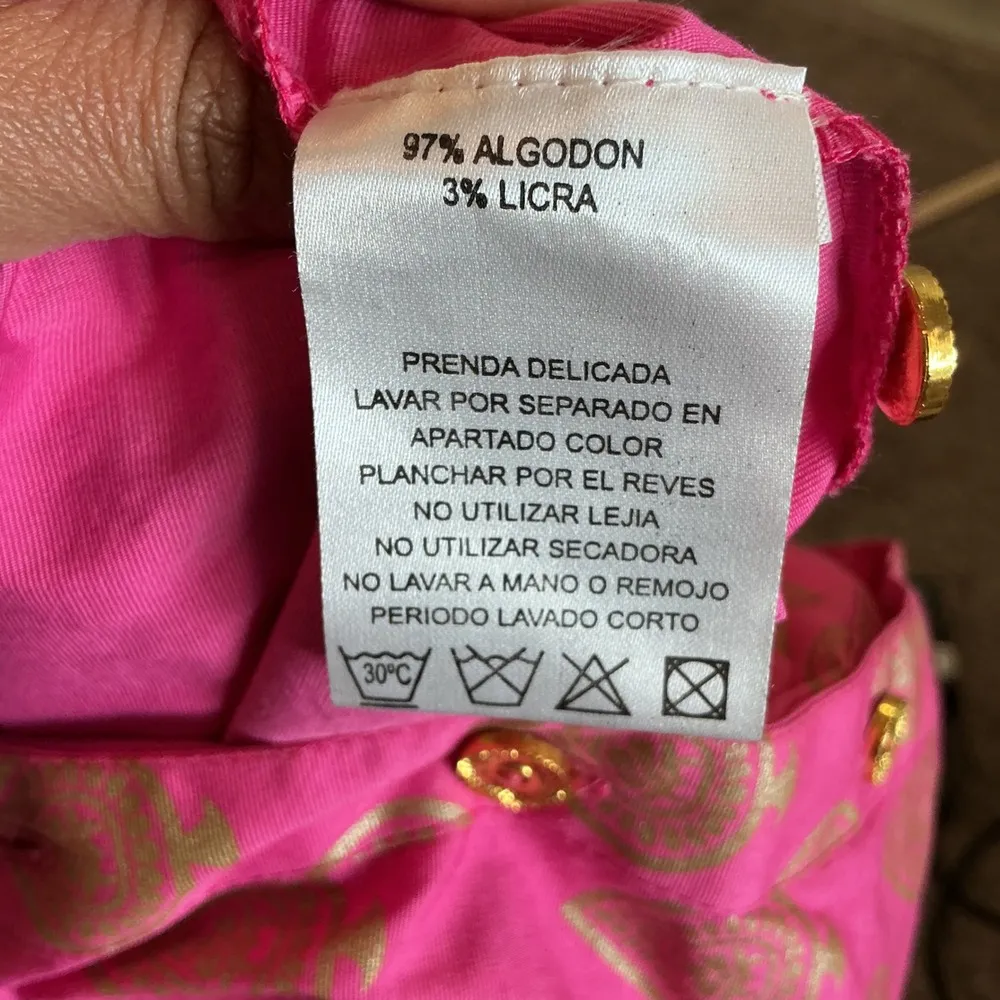 97% ALGODON
3% LICRA
PRENDA DELICADA
LAVAR POR SEPARADO EN
APARTADO COLOR
PLANCHAR POR EL REVES
NO UTILIZAR LEJIA
NO UTILIZAR SECADORA
NO LAVAR A MANO O REMOJO
PERIODO LAVADO CORTO
30ºC